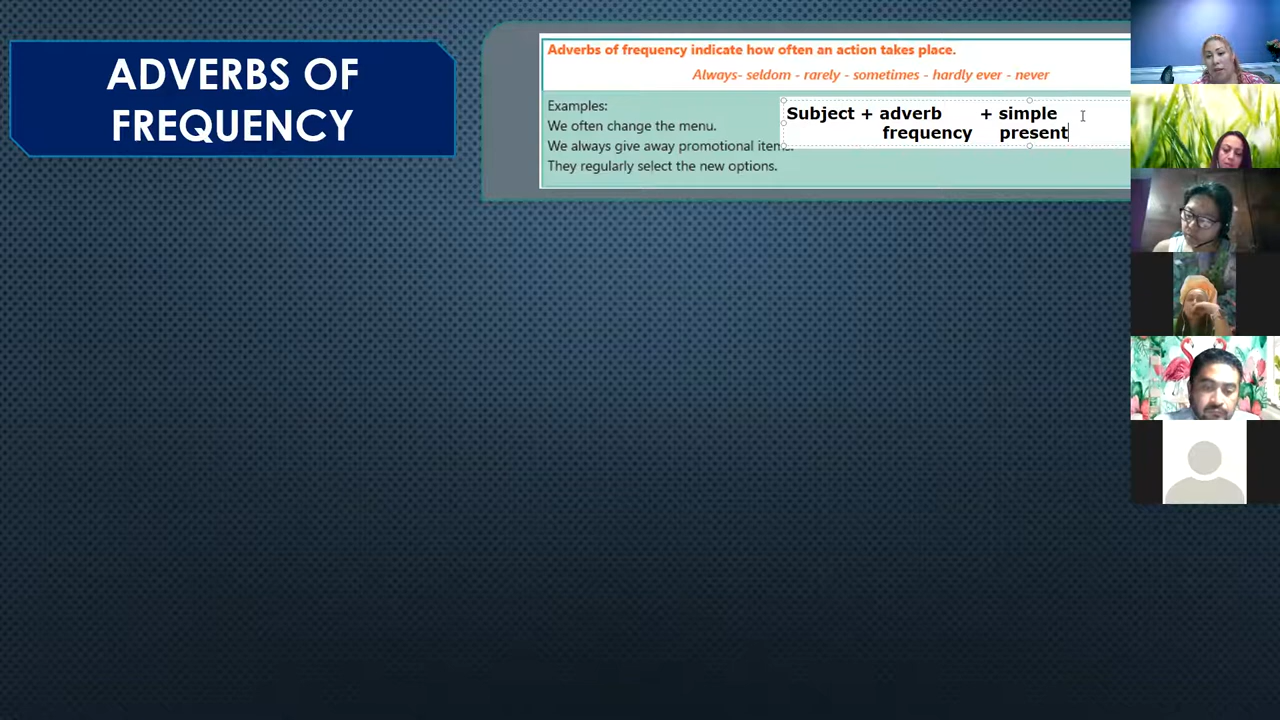 ADVERBS OF
FREQUENCY
Adverbs of frequency indicate how often an action takes place.
Always- seldom - rarely - sometimes - hardly ever - never
Examples:
We often change the menu.
We always give away promotional items.
They regularly select the new options.
Subject + adverb + simple
frequency present